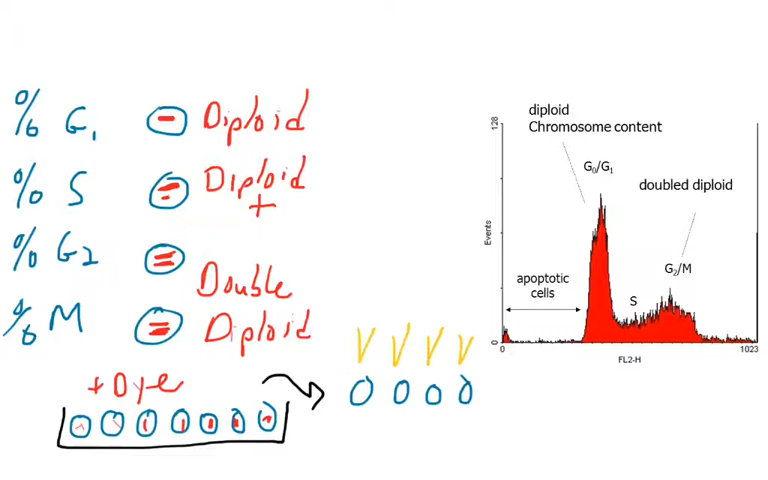 % G1 Diploid
% S Diploid +
% G2 Double
% M Diploid
+ Dye
diploid
Chromosome content
G0/G1
doubled diploid
G2/M
apoptotic
cells
S
128
Events
0
0
1023
FL2-H